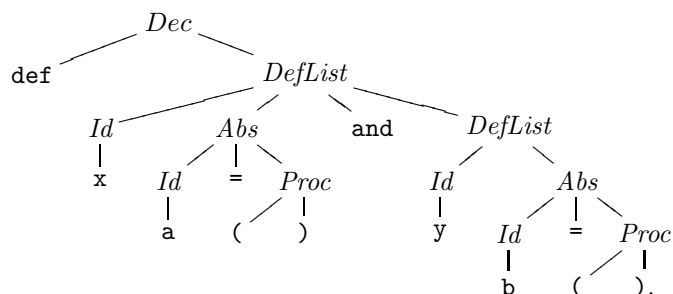 Dec
def DefList
Id Abs and DefList
x Id = Proc Id Abs
a ( ) y Id = Proc
b ( ).